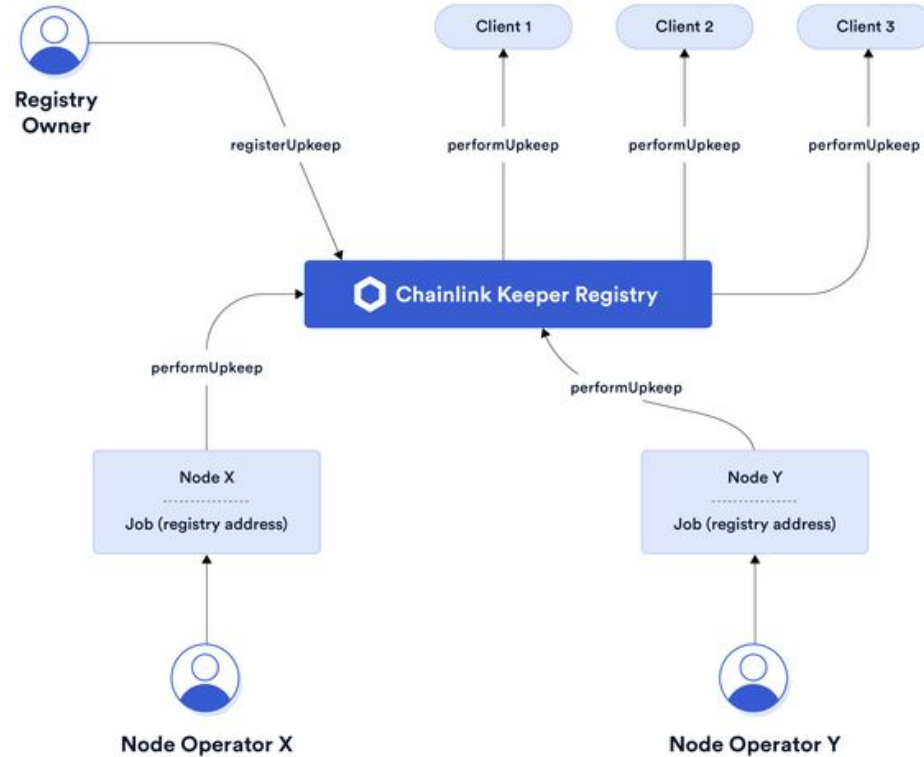 Client 1
Client 2
Client 3
Registry
Owner
registerUpkeep
performUpkeep
performUpkeep
performUpkeep
Chainlink Keeper Registry
performUpkeep
performUpkeep
Node X
Job (registry address)
Node Y
Job (registry address)
Node Operator X
Node Operator Y